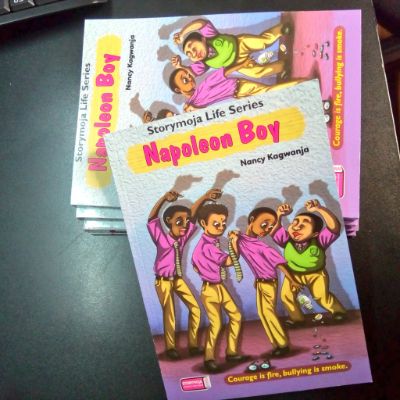 Storymoja Life Series
Napoleon Boy
Nancy Kagwanja
Courage is fire, bullying is smoke.
Storymoja Life Series
Napoleon Boy
Nancy Kagwanja
STORYMOJA
Courage is fire, bullying is smoke.